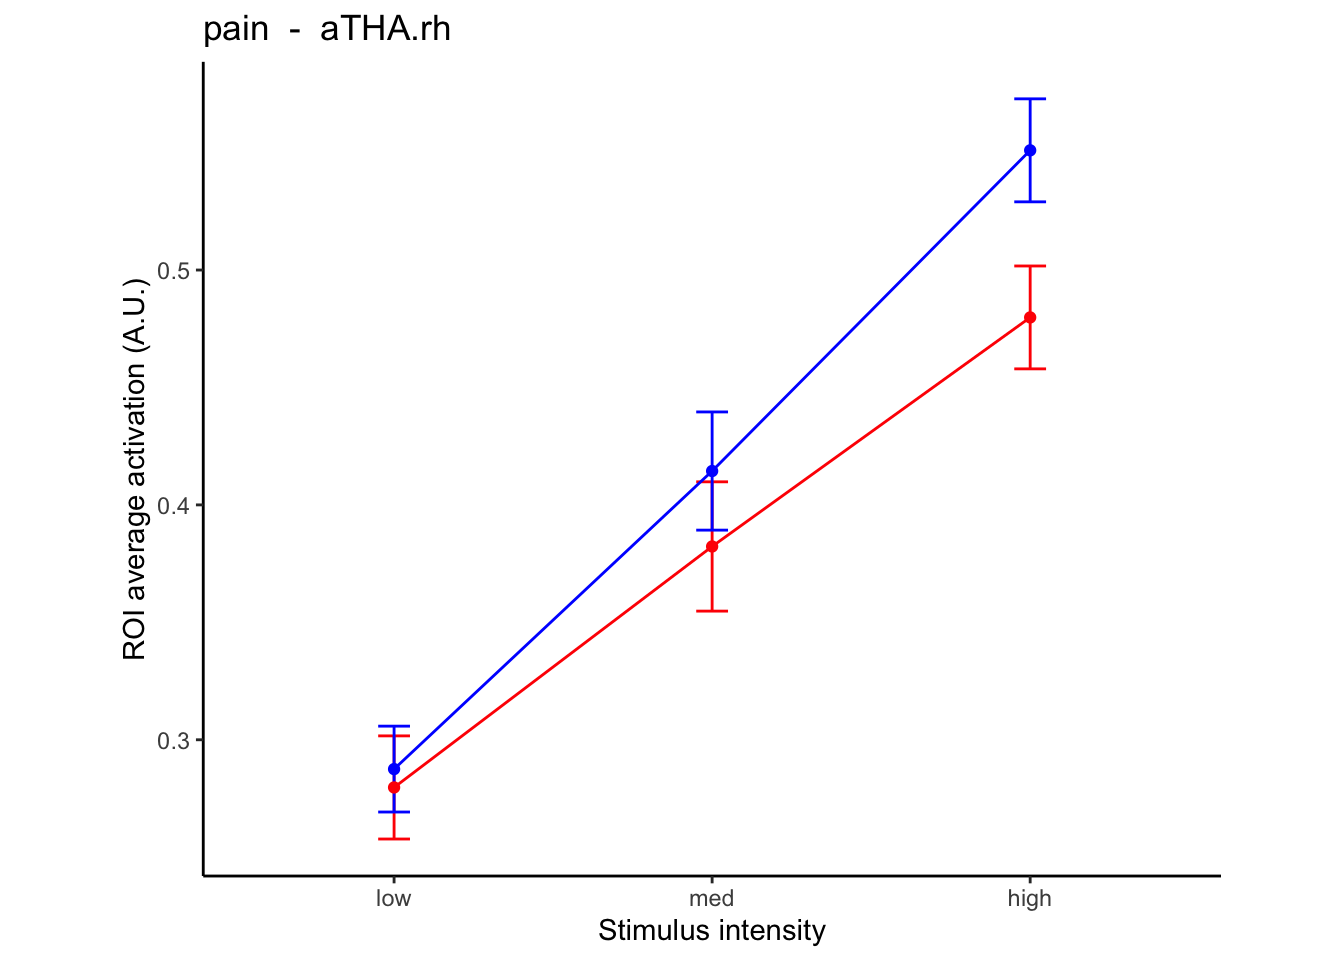 pain  -  aTHA.rh
ROI average activation (A.U.)
0.5
0.4
0.3
low
med
high
Stimulus intensity